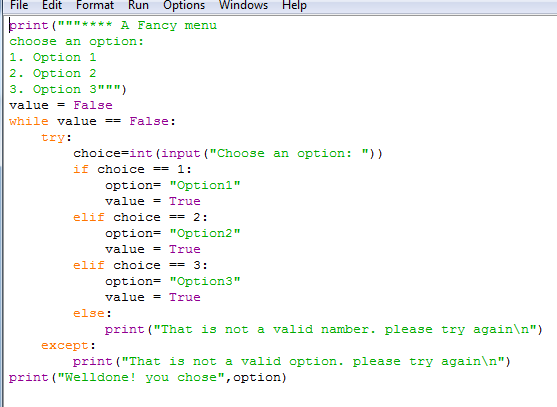 File Edit Format Run Options Windows Help
print("""**** A Fancy menu
choose an option:
1. Option 1
2. Option 2
3. Option 3""")
value = False
while value == False:
    try:
        choice=int(input("Choose an option: "))
        if choice == 1:
            option= "Option1"
            value = True
        elif choice == 2:
            option= "Option2"
            value = True
        elif choice == 3:
            option= "Option3"
            value = True
        else:
            print("That is not a valid namber. please try again\n")
    except:
        print("That is not a valid option. please try again\n")
print("Welldone! you chose",option)